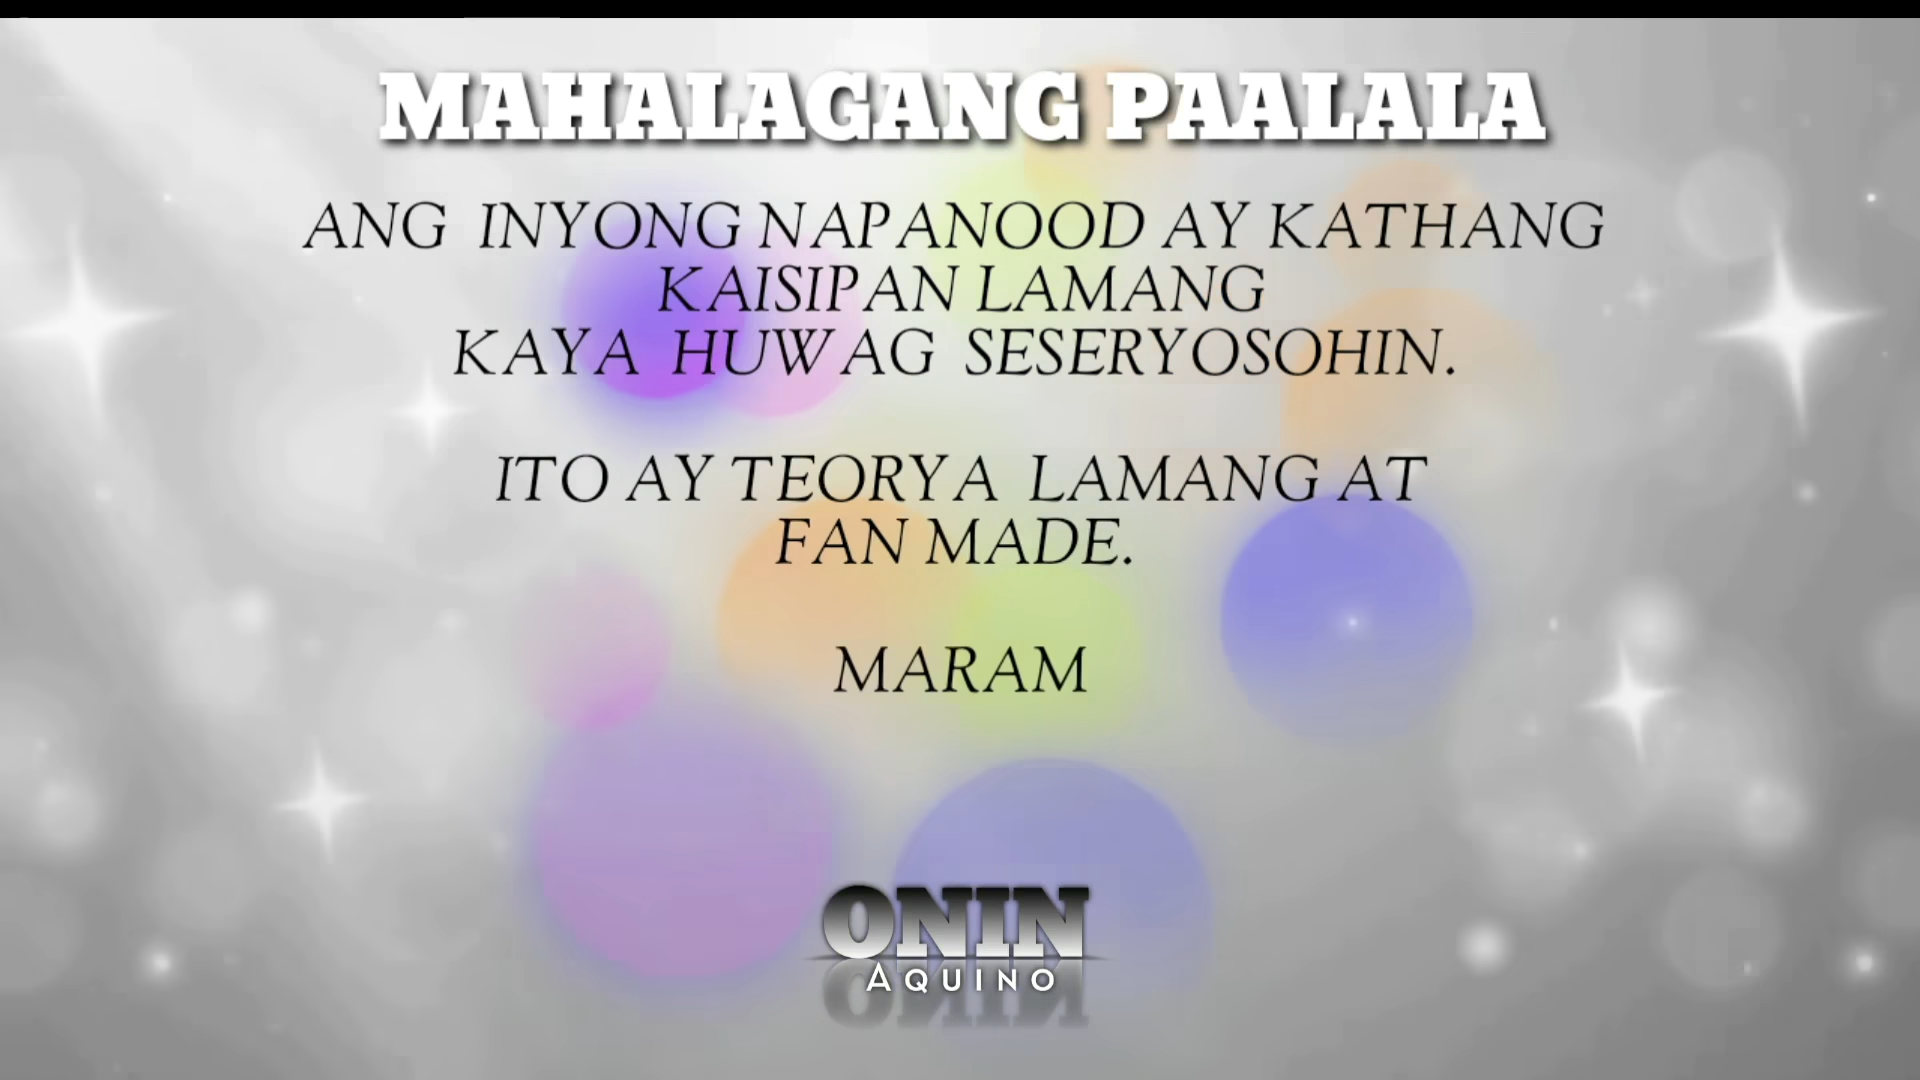 MAHALAGANG PAALALA
ANG INYONG NAPANOOD AY KATHANG
KAISIPAN LAMANG
KAYA HUWAG SESERYOSOHIN.
ITO AY TEORYA LAMANG AT
FAN MADE.
MARAM
ONIN
AQUINO